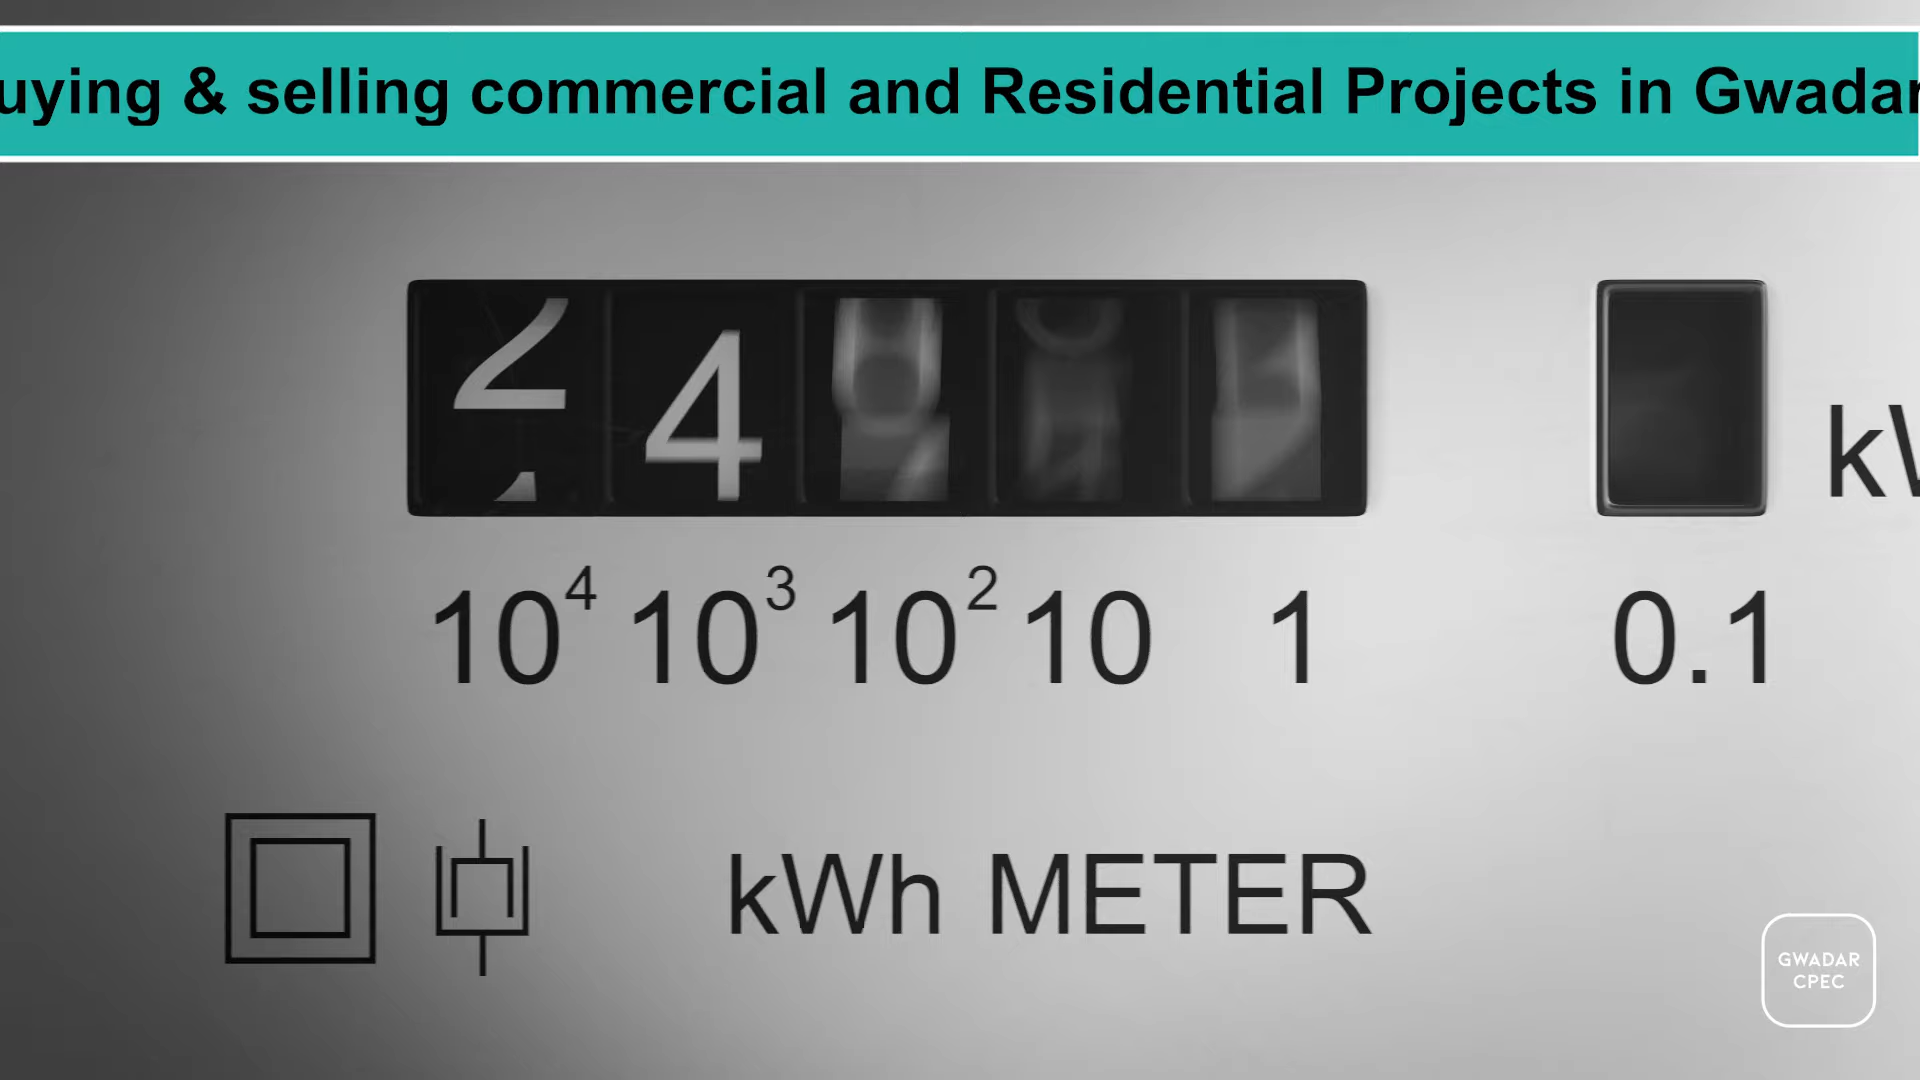 uying & selling commercial and Residential Projects in Gwadar
2 4
10⁴ 10³ 10² 10 1 0.1
kWh METER
GWADAR
CPEC